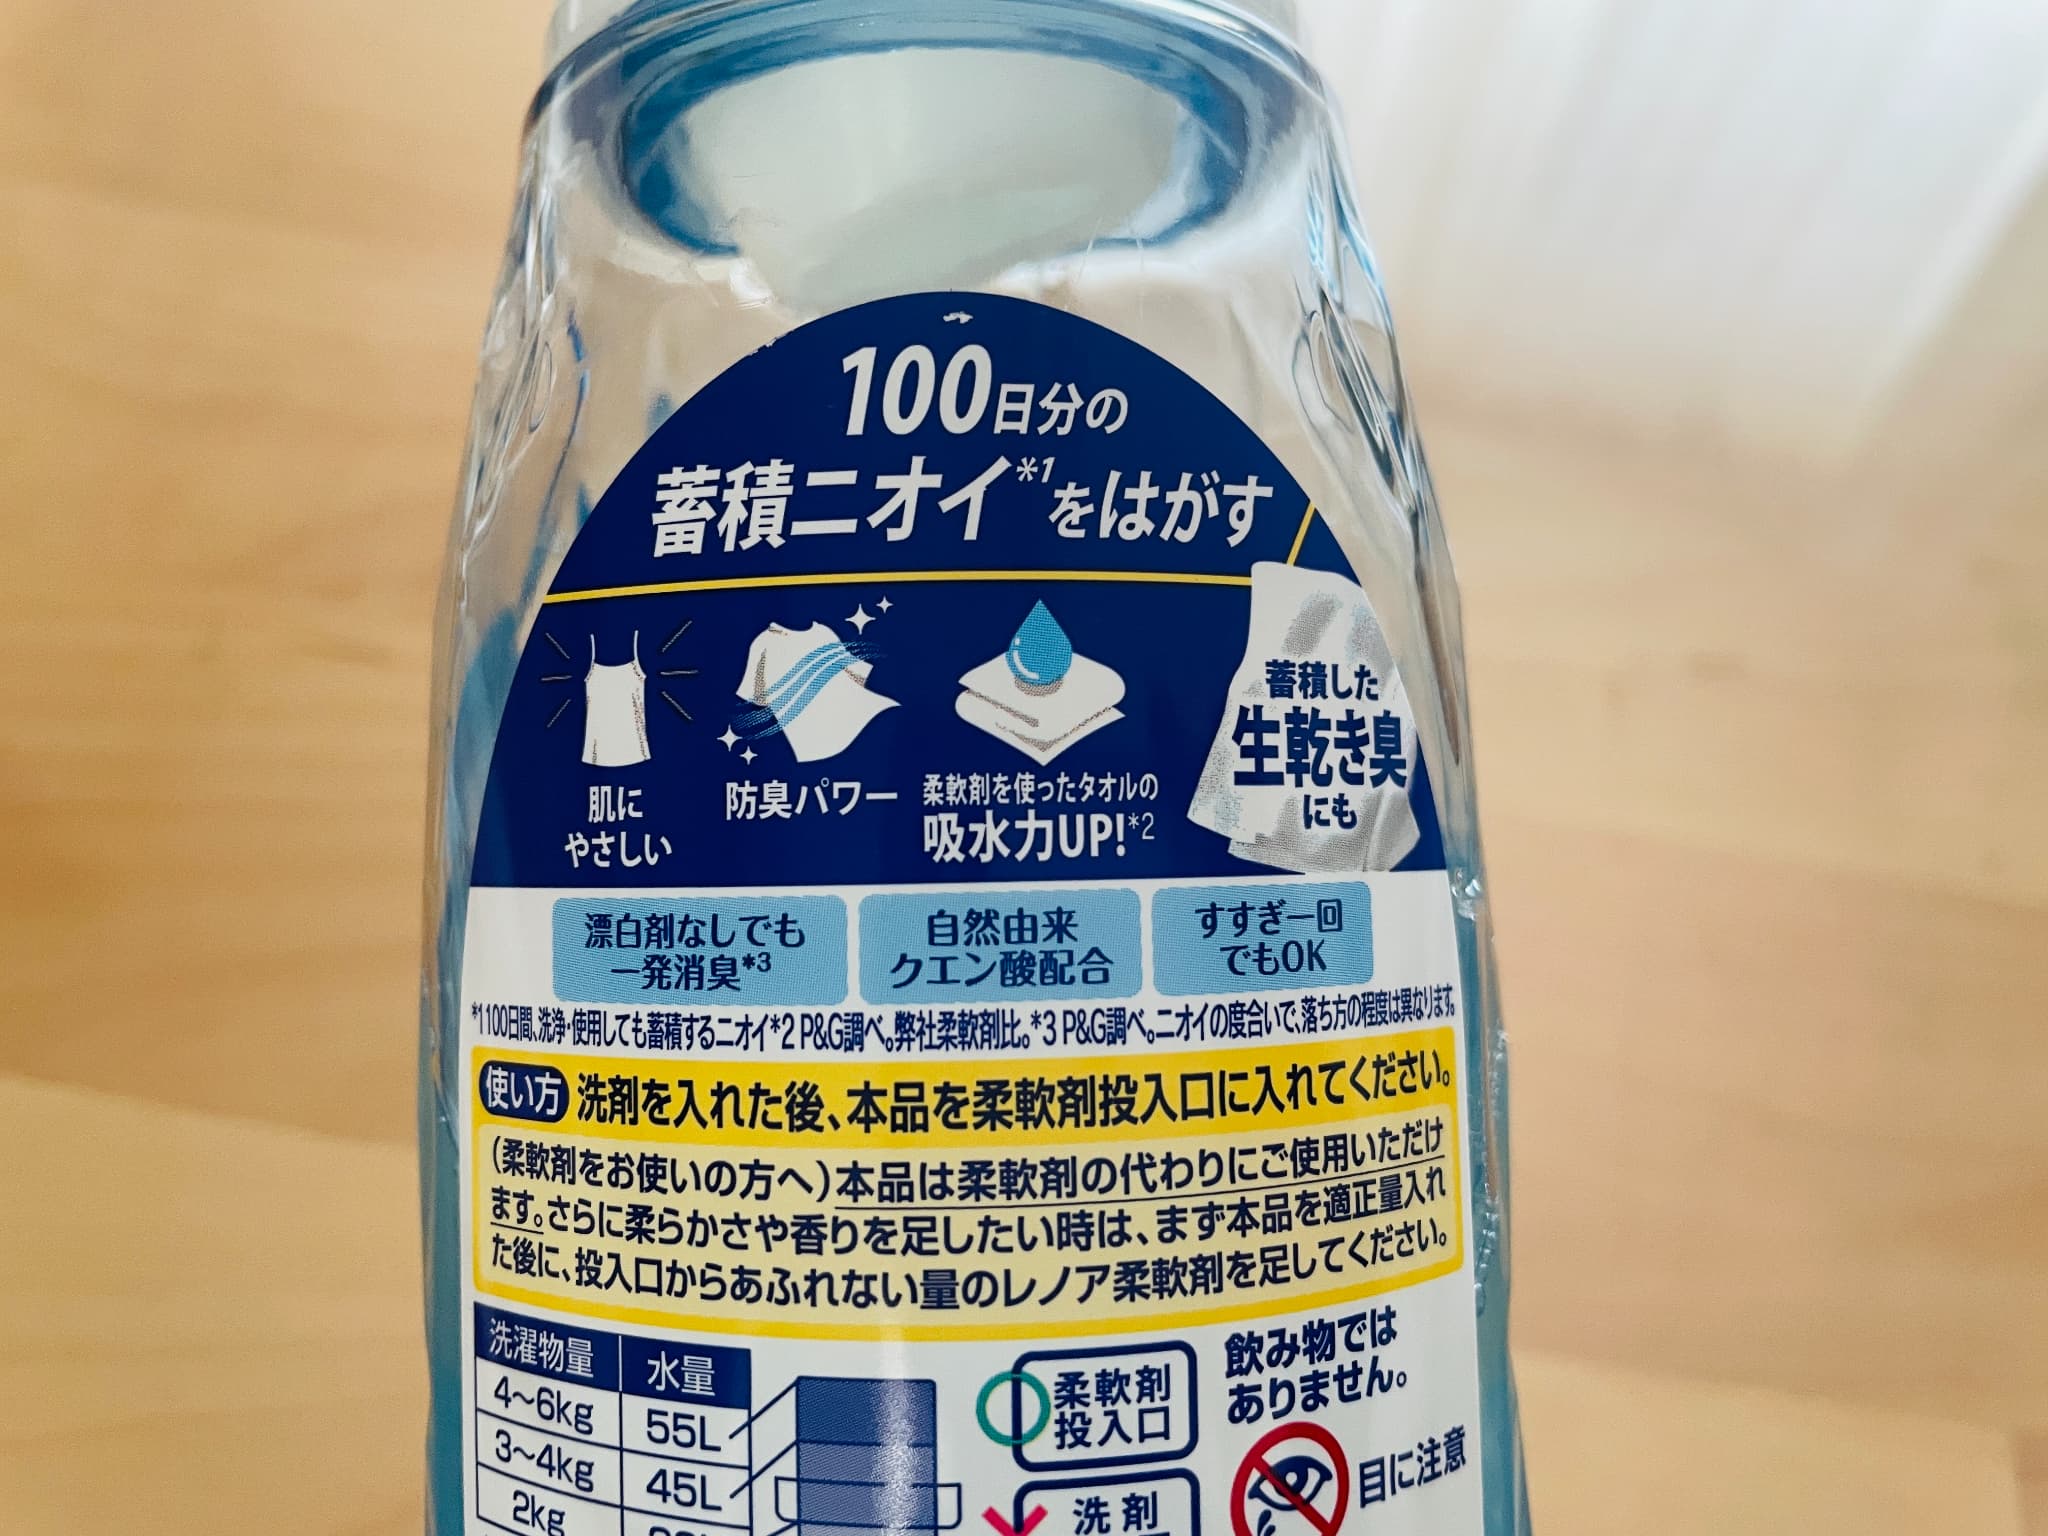 100日分の
蓄積ニオイ*1をはがす
肌に
やさしい
防臭パワー
柔軟剤を使ったタオルの
吸水力UP!*2
蓄積した
生乾き臭
にも
漂白剤なしでも
一発消臭*3
自然由来
クエン酸配合
すすぎ一回
でもOK
*1 100日間、洗浄・使用しても蓄積するニオイ*2 P&G調べ。弊社柔軟剤比。*3 P&G調べ。ニオイの度合いで、落ち方の程度は異なります。
使い方 洗剤を入れた後、本品を柔軟剤投入口に入れてください。
(柔軟剤をお使いの方へ)本品は柔軟剤の代わりにご使用いただけ
ます。さらに柔らかさや香りを足したい時は、まず本品を適正量入れ
た後に、投入口からあふれない量のレノア柔軟剤を足してください。
洗濯物量 水量
4〜6kg 55L
3〜4kg 45L
2kg
柔軟剤
投入口
洗剤
飲み物では
ありません。
目に注意